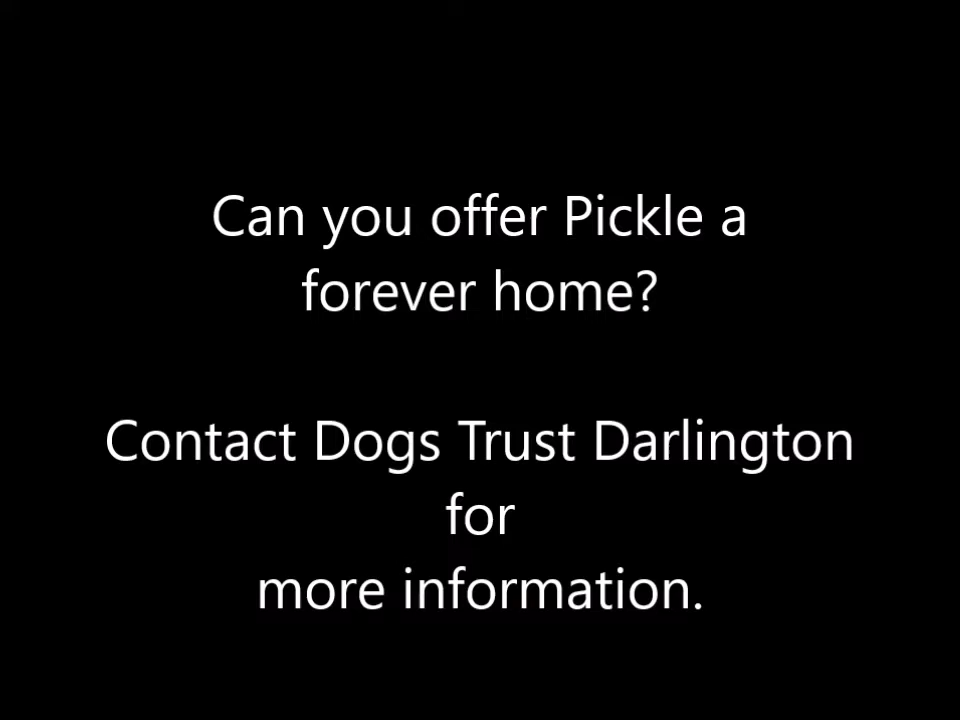 Can you offer Pickle a
forever home?
Contact Dogs Trust Darlington
for
more information.